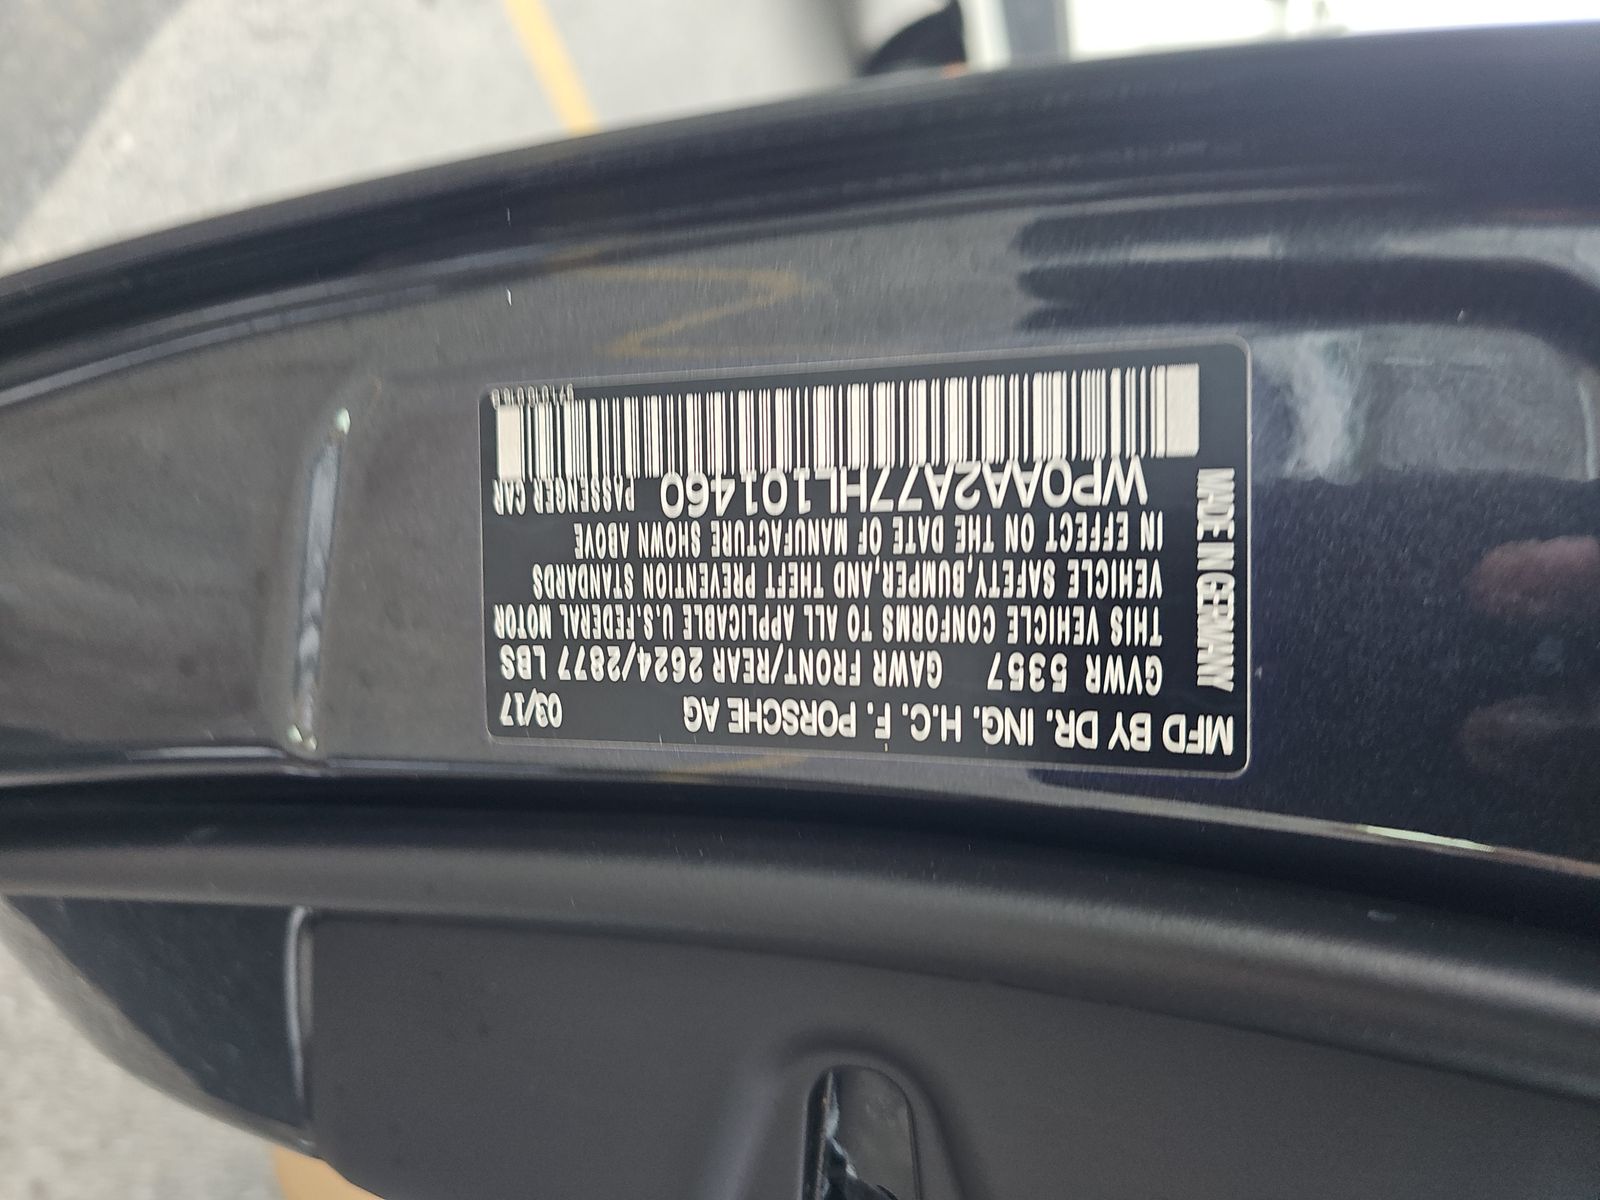 MFD BY DR. ING. H.C. F. PORSCHE AG 03/17
GVWR 5357 GAWR FRONT/REAR 2624/2877 LBS
THIS VEHICLE CONFORMS TO ALL APPLICABLE U.S. FEDERAL MOTOR
VEHICLE SAFETY,BUMPER,AND THEFT PREVENTION STANDARDS
IN EFFECT ON THE DATE OF MANUFACTURE SHOWN ABOVE
WP0AA2A77HL101460 PASSENGER CAR
MADE IN GERMANY